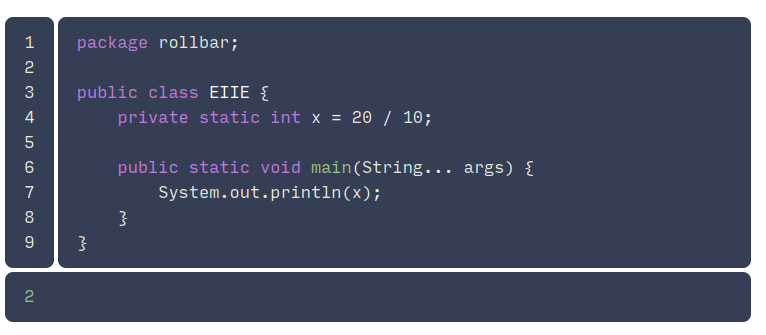 1 package rollbar;
2
3 public class EIIE {
4     private static int x = 20 / 10;
5
6     public static void main(String... args) {
7         System.out.println(x);
8     }
9 }
2